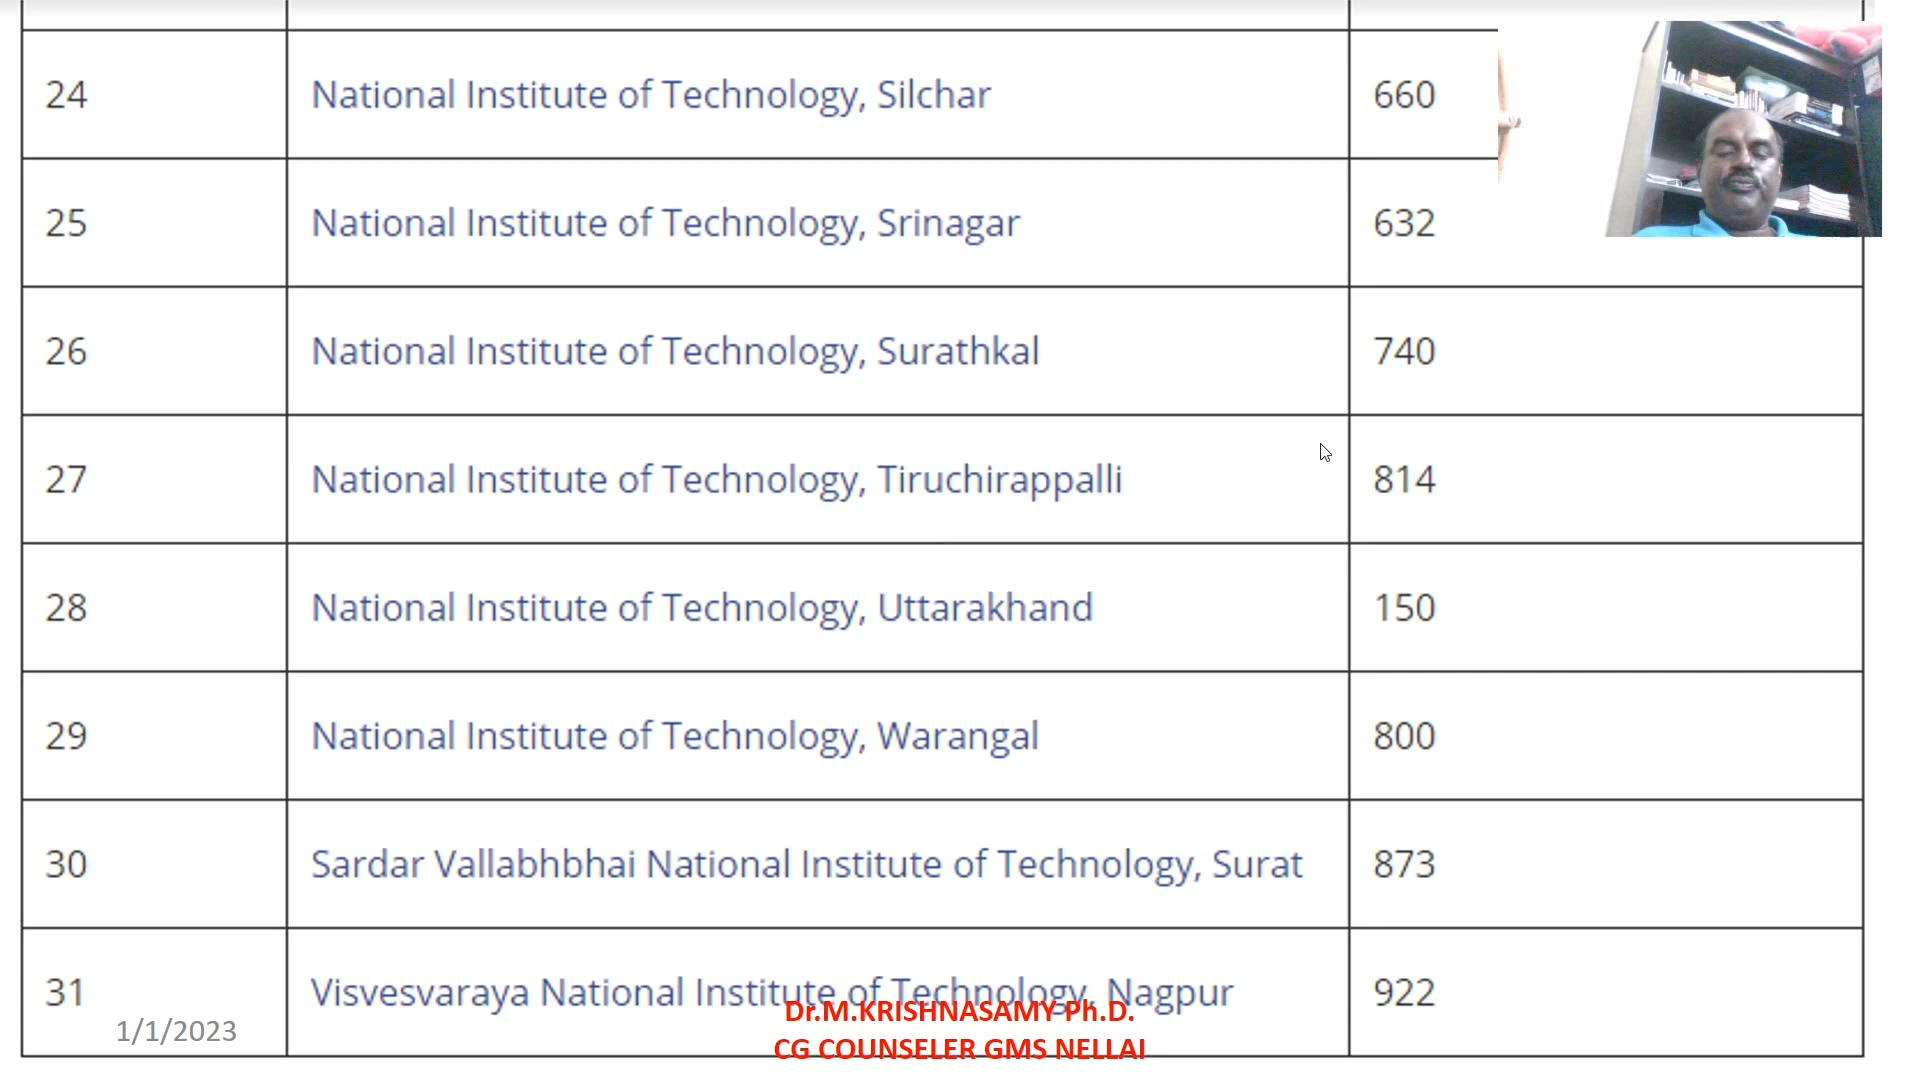 24 National Institute of Technology, Silchar 660
25 National Institute of Technology, Srinagar 632
26 National Institute of Technology, Surathkal 740
27 National Institute of Technology, Tiruchirappalli 814
28 National Institute of Technology, Uttarakhand 150
29 National Institute of Technology, Warangal 800
30 Sardar Vallabhbhai National Institute of Technology, Surat 873
31 Visvesvaraya National Institute of Technology, Nagpur 922
1/1/2023
Dr.M.KRISHNASAMY Ph.D.
CG COUNSELER GMS NELLAI